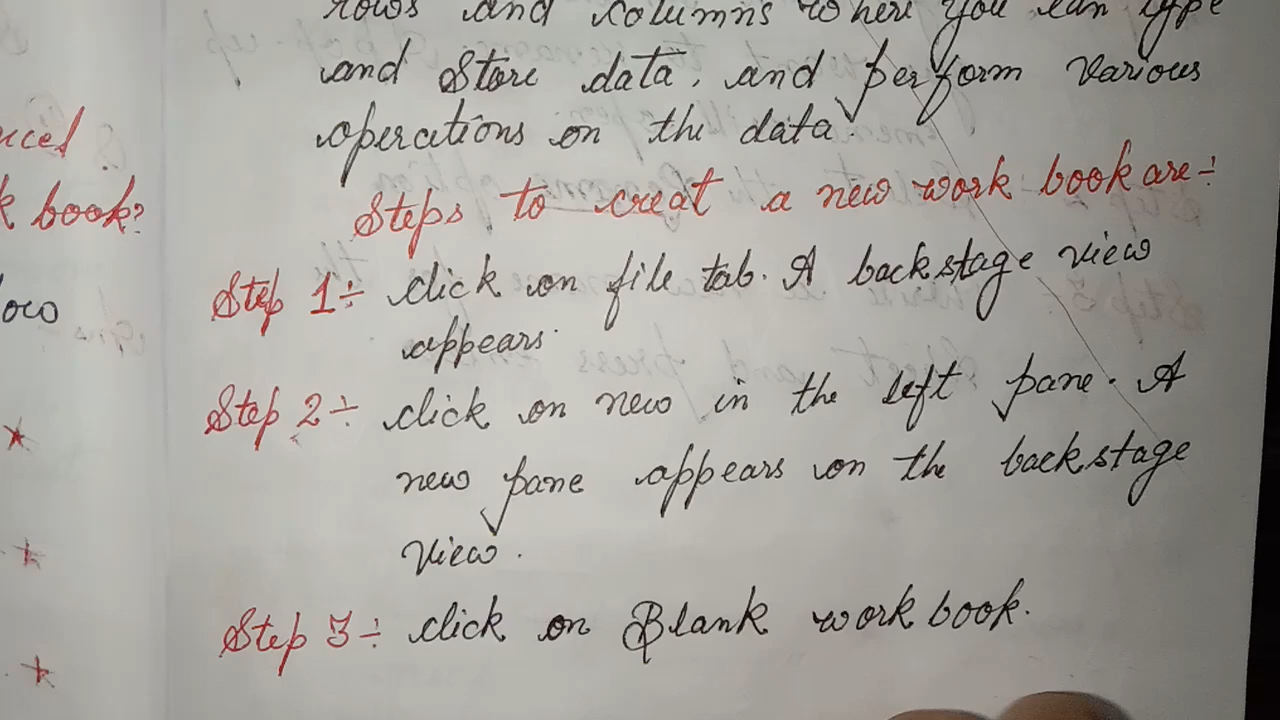 rows and columns where you can type
and store data, and perform various
operations on the data.
Steps to creat a new work book are÷
Step 1÷ click on file tab. A backstage view
appears.
Step 2÷ click on new in the left pane. A
new pane appears on the backstage
view.
Step 3÷ click on Blank work book.
book?